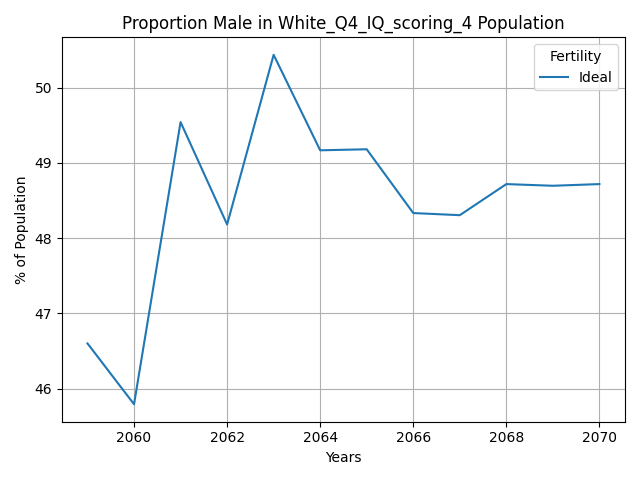 Proportion Male in White_Q4_IQ_scoring_4 Population
Fertility
Ideal
50
49
48
47
46
% of Population
2060 2062 2064 2066 2068 2070
Years